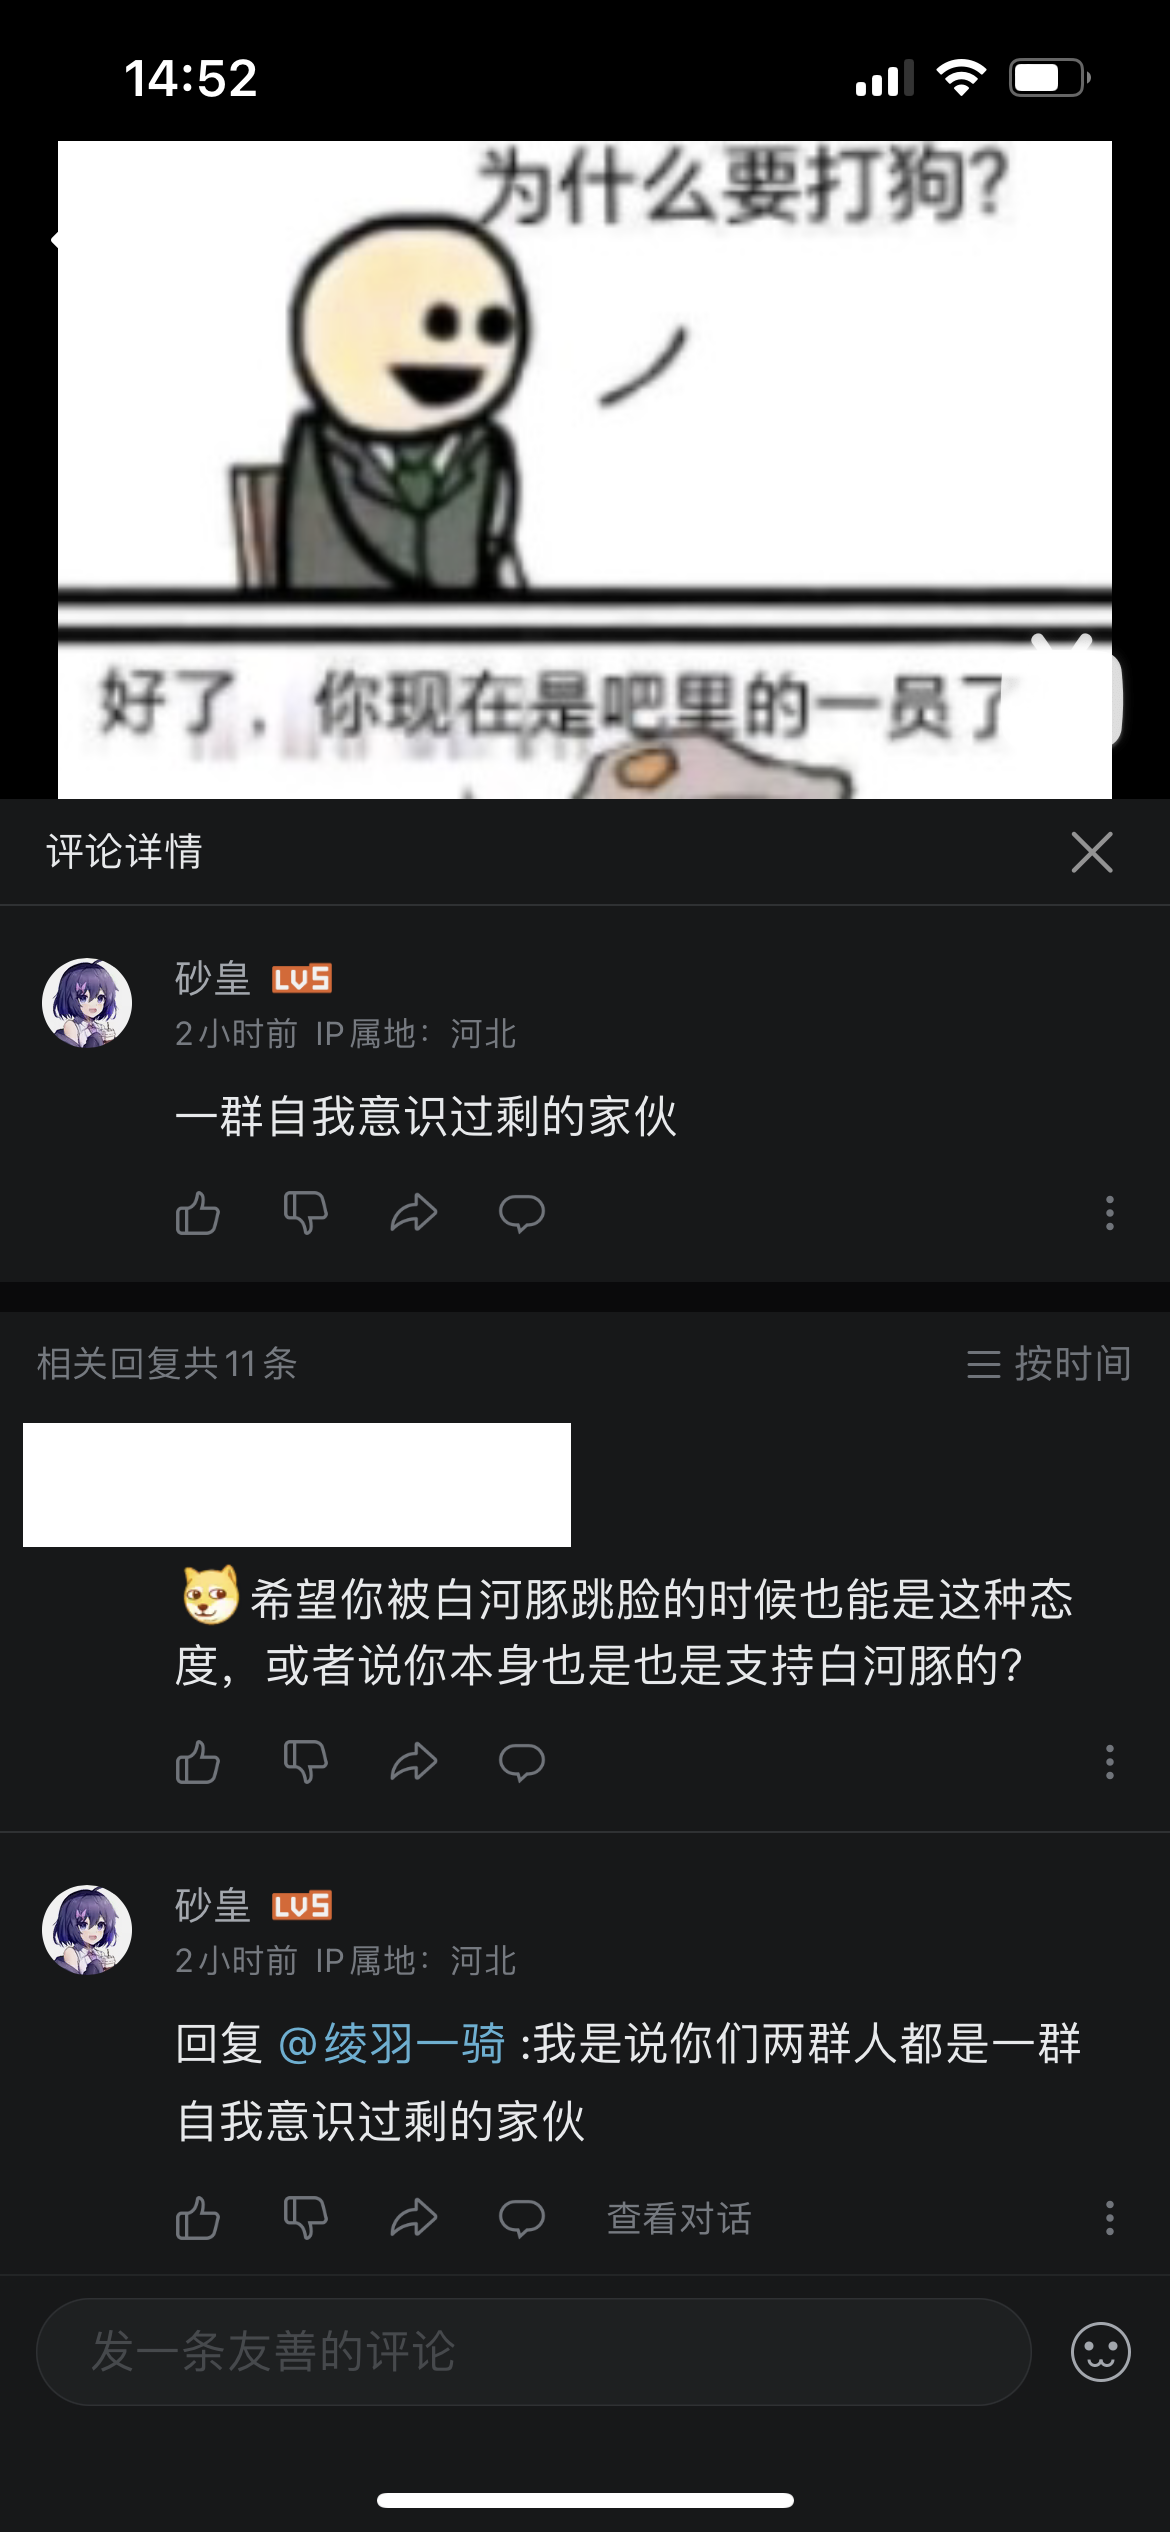 14:52
为什么要打狗?
好了，你现在是吧里的一员了
评论详情
砂皇 LV5
2小时前 IP属地：河北
一群自我意识过剩的家伙
相关回复共11条
按时间
希望你被白河豚跳脸的时候也能是这种态
度，或者说你本身也是也是支持白河豚的?
砂皇 LV5
2小时前 IP属地：河北
回复 @绫羽一骑 :我是说你们两群人都是一群
自我意识过剩的家伙
查看对话
发一条友善的评论